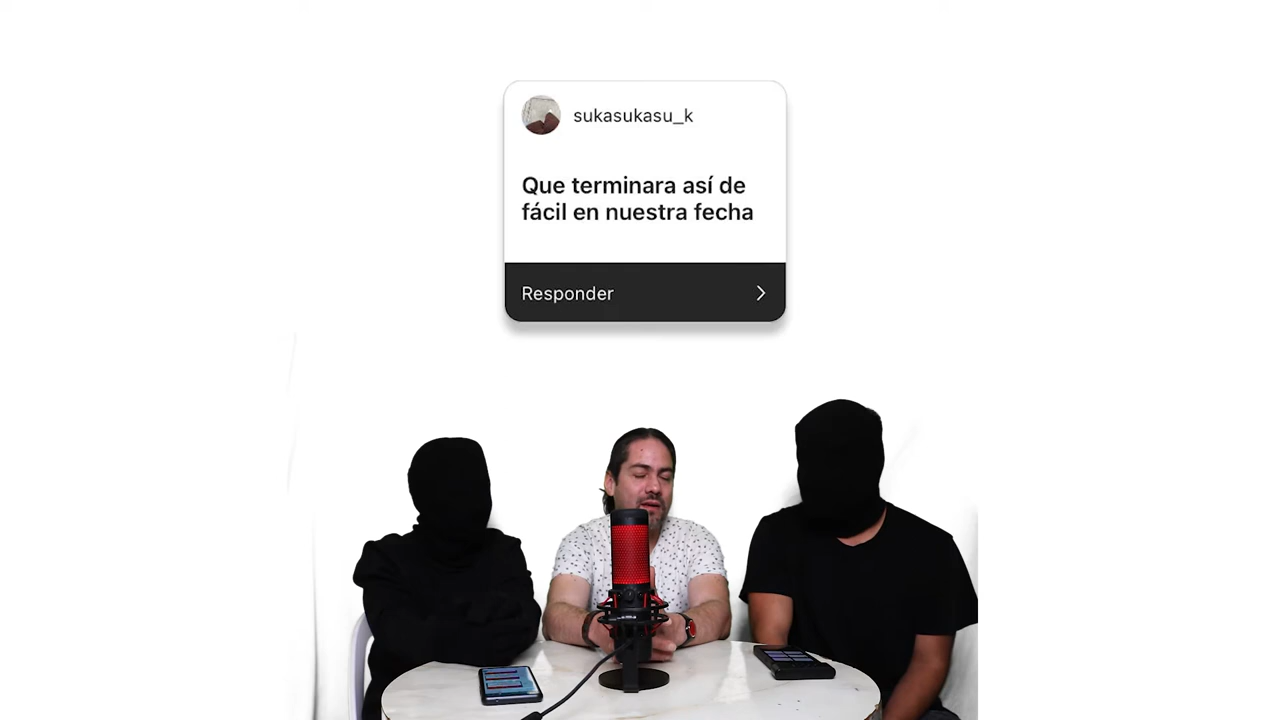 sukasukasu_k
Que terminara así de
fácil en nuestra fecha
Responder